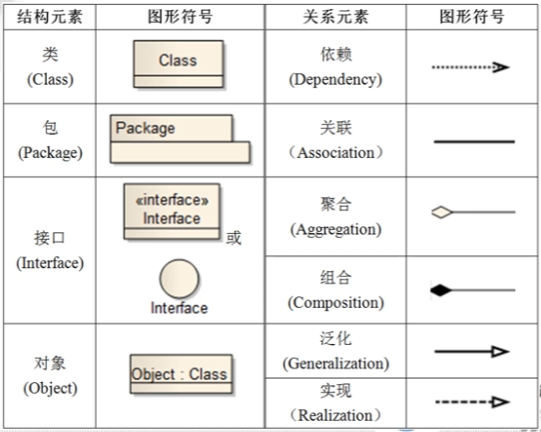 结构元素 图形符号 关系元素 图形符号
类
(Class)
Class
依赖
(Dependency)
包
(Package)
Package
关联
（Association）
接口
(Interface)
«interface»
Interface
或
Interface
聚合
(Aggregation)
组合
(Composition)
对象
(Object)
Object : Class
泛化
(Generalization)
实现
（Realization）